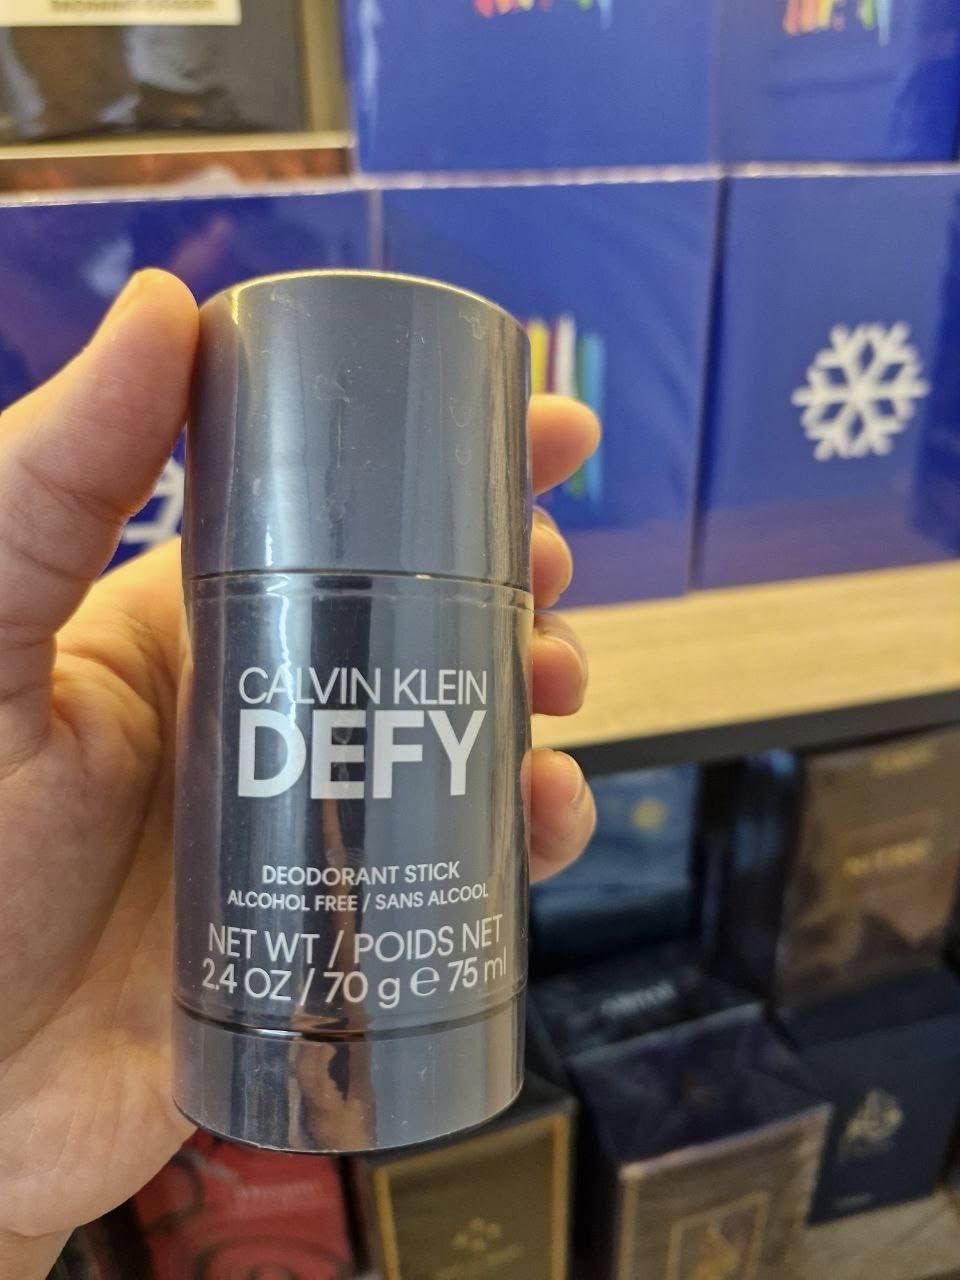 CALVIN KLEIN
DEFY
DEODORANT STICK
ALCOHOL FREE / SANS ALCOOL
NET WT / POIDS NET
2.4 OZ / 70 g e 75 ml